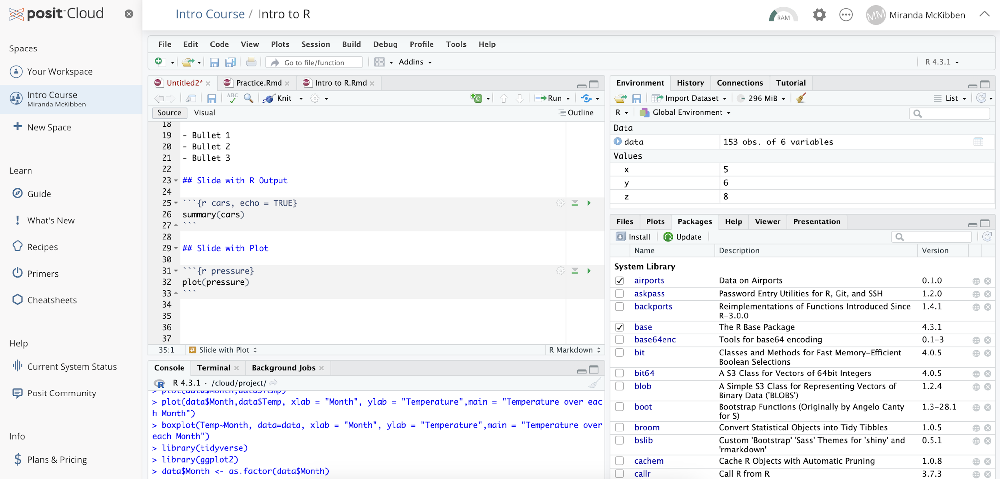 posit Cloud
Intro Course / Intro to R
RAM
MM
Miranda McKibben
Spaces
Your Workspace
Intro Course
Miranda McKibben
New Space
Learn
Guide
What's New
Recipes
Primers
Cheatsheets
Help
Current System Status
Posit Community
Info
Plans & Pricing
File Edit Code View Plots Session Build Debug Profile Tools Help
Go to file/function
Addins
R 4.3.1
Untitled2* Practice.Rmd Intro to R.Rmd
ABC Knit Run
Source Visual Outline
18
19 - Bullet 1
20 - Bullet 2
21 - Bullet 3
22
23 ## Slide with R Output
24
25 ```{r cars, echo = TRUE}
26 summary(cars)
27 ```
28
29 ## Slide with Plot
30
31 ```{r pressure}
32 plot(pressure)
33 ```
34
35
36
37
35:1 # Slide with Plot R Markdown
Console Terminal Background Jobs
R 4.3.1 · /cloud/project/
> plot(data$Month,data$Temp)
> plot(data$Month,data$Temp, xlab = "Month", ylab = "Temperature",main = "Temperature over eac
h Month")
> boxplot(Temp~Month, data=data, xlab = "Month", ylab = "Temperature",main = "Temperature over
each Month")
> library(tidyverse)
> library(ggplot2)
> data$Month <- as.factor(data$Month)
Environment History Connections Tutorial
Import Dataset 296 MiB List
R Global Environment
Data
data 153 obs. of 6 variables
Values
x 5
y 6
z 8
Files Plots Packages Help Viewer Presentation
Install Update
Name Description Version
System Library
airports Data on Airports 0.1.0
askpass Password Entry Utilities for R, Git, and SSH 1.2.0
backports Reimplementations of Functions Introduced Since 1.4.1
R-3.0.0
base The R Base Package 4.3.1
base64enc Tools for base64 encoding 0.1-3
bit Classes and Methods for Fast Memory-Efficient 4.0.5
Boolean Selections
bit64 A S3 Class for Vectors of 64bit Integers 4.0.5
blob A Simple S3 Class for Representing Vectors of 1.2.4
Binary Data ('BLOBS')
boot Bootstrap Functions (Originally by Angelo Canty 1.3-28.1
for S)
broom Convert Statistical Objects into Tidy Tibbles 1.0.5
bslib Custom 'Bootstrap' 'Sass' Themes for 'shiny' and 0.5.1
'rmarkdown'
cachem Cache R Objects with Automatic Pruning 1.0.8
callr Call R from R 3.7.3